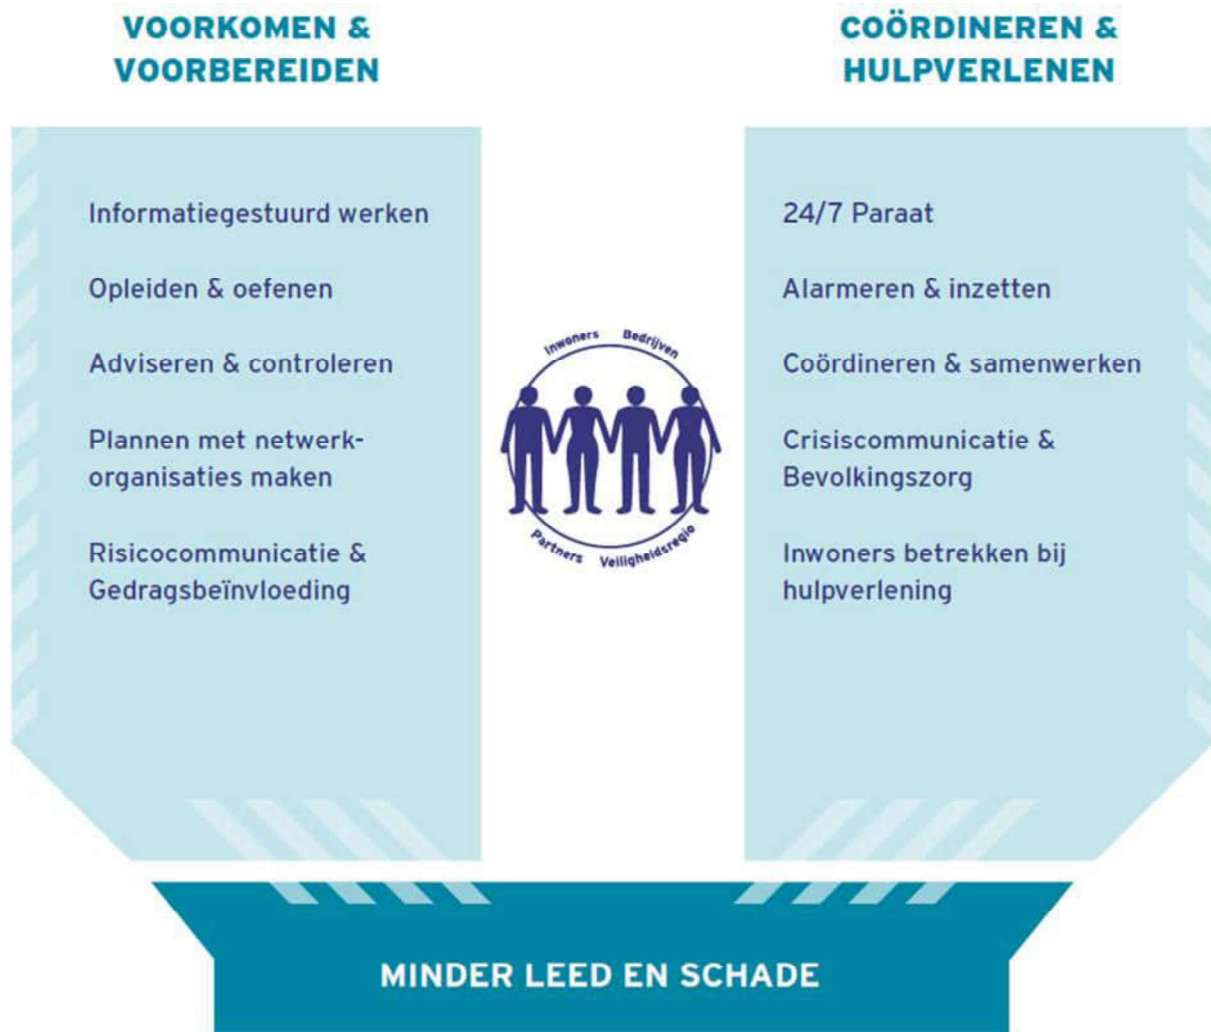 VOORKOMEN &
VOORBEREIDEN
Informatiegestuurd werken
Opleiden & oefenen
Adviseren & controleren
Plannen met netwerk-
organisaties maken
Risicocommunicatie &
Gedragsbeïnvloeding
Inwoners Bedrijven
Partners Veiligheidsregio
COÖRDINEREN &
HULPVERLENEN
24/7 Paraat
Alarmeren & inzetten
Coördineren & samenwerken
Crisiscommunicatie &
Bevolkingszorg
Inwoners betrekken bij
hulpverlening
MINDER LEED EN SCHADE